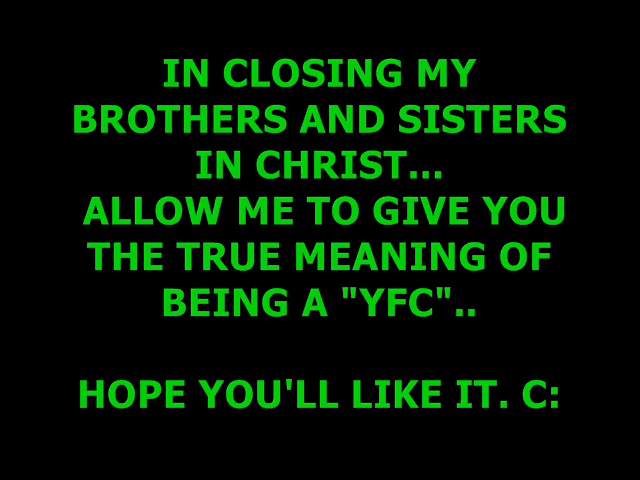 IN CLOSING MY
BROTHERS AND SISTERS
IN CHRIST...
ALLOW ME TO GIVE YOU
THE TRUE MEANING OF
BEING A "YFC"..
HOPE YOU'LL LIKE IT. C: